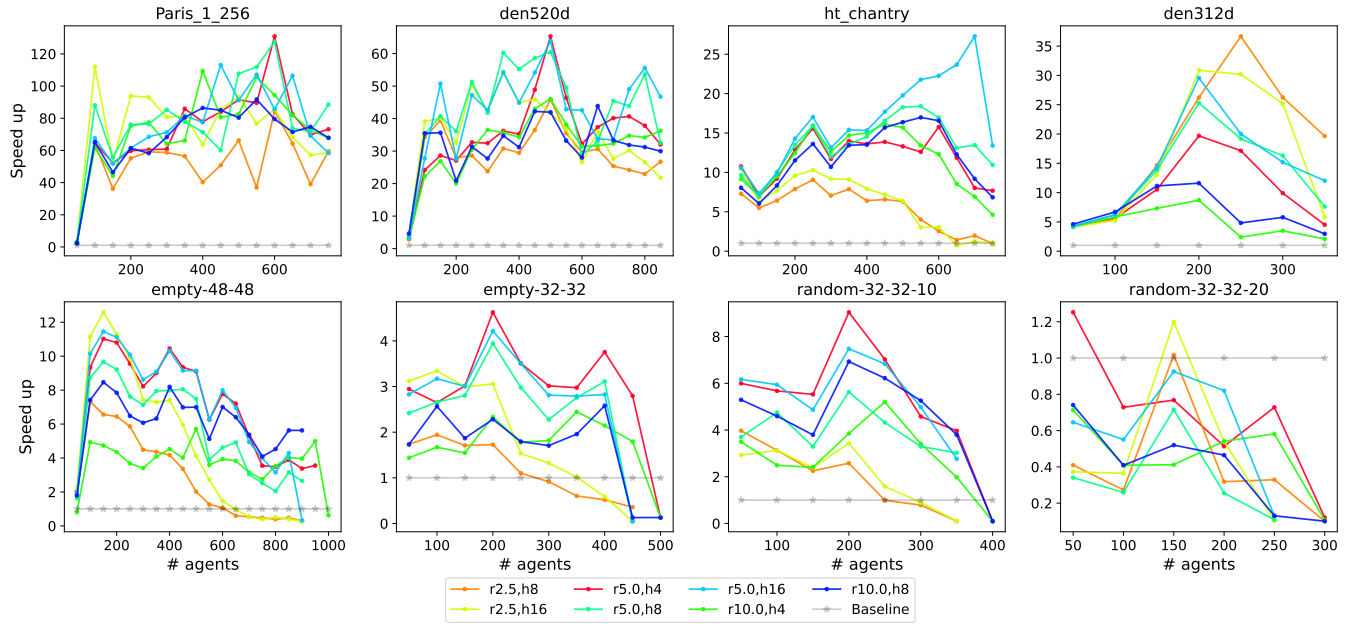 Paris_1_256 den520d ht_chantry den312d
Speed up
120 100 80 60 40 20 0
60 50 40 30 20 10 0
25 20 15 10 5 0
35 30 25 20 15 10 5 0
200 400 600
200 400 600 800
200 400 600
100 200 300
empty-48-48 empty-32-32 random-32-32-10 random-32-32-20
Speed up
12 10 8 6 4 2 0
4 3 2 1 0
8 6 4 2 0
1.2 1.0 0.8 0.6 0.4 0.2
200 400 600 800 1000
100 200 300 400 500
100 200 300 400
50 100 150 200 250 300
# agents # agents # agents # agents
r2.5,h8 r5.0,h4 r5.0,h16 r10.0,h8
r2.5,h16 r5.0,h8 r10.0,h4 Baseline